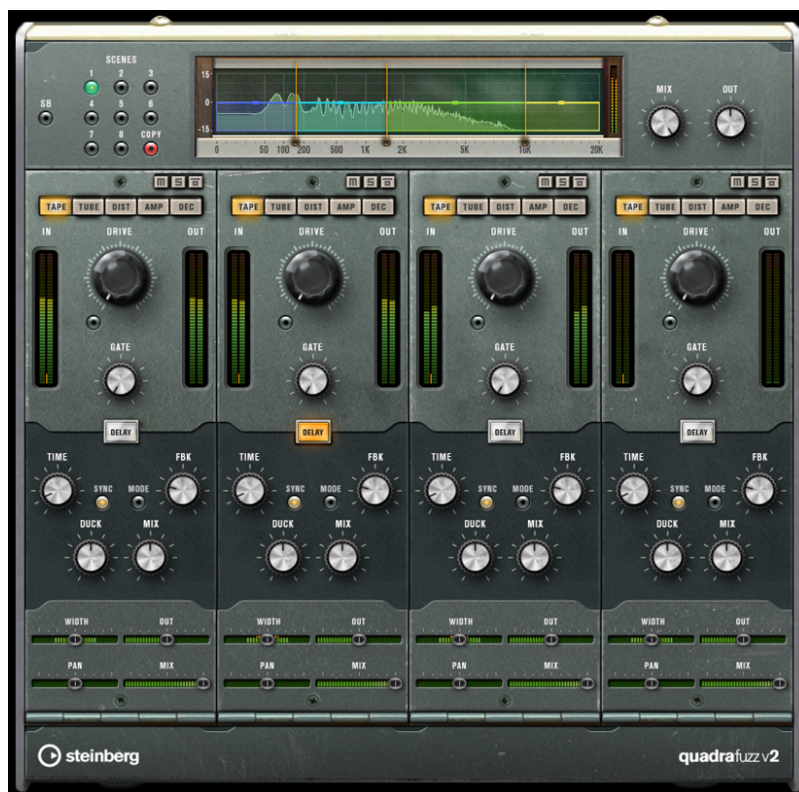 SCENES
1 2 3
SB
4 5 6
7 8 COPY
15
0
-15
0 50 100 200 500 1K 2K 5K 10K 20K
MIX OUT
M S
TAPE TUBE DIST AMP DEC
IN DRIVE OUT
GATE
DELAY
TIME FBK
SYNC MODE
DUCK MIX
WIDTH OUT
PAN MIX
M S
TAPE TUBE DIST AMP DEC
IN DRIVE OUT
GATE
DELAY
TIME FBK
SYNC MODE
DUCK MIX
WIDTH OUT
PAN MIX
M S
TAPE TUBE DIST AMP DEC
IN DRIVE OUT
GATE
DELAY
TIME FBK
SYNC MODE
DUCK MIX
WIDTH OUT
PAN MIX
M S
TAPE TUBE DIST AMP DEC
IN DRIVE OUT
GATE
DELAY
TIME FBK
SYNC MODE
DUCK MIX
WIDTH OUT
PAN MIX
steinberg
quadrafuzz v2